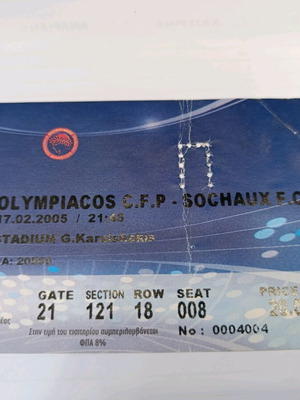 OLYMPIACOS C.F.P - SOCHAUX F.C
17.02.2005 / 21:45
STADIUM G.Karaiskakis
GATE SECTION ROW SEAT PRICE
21 121 18 008
Στην τιμή του εισιτηρίου συμπεριλαμβάνεται
ΦΠΑ 8%
No: 0004004